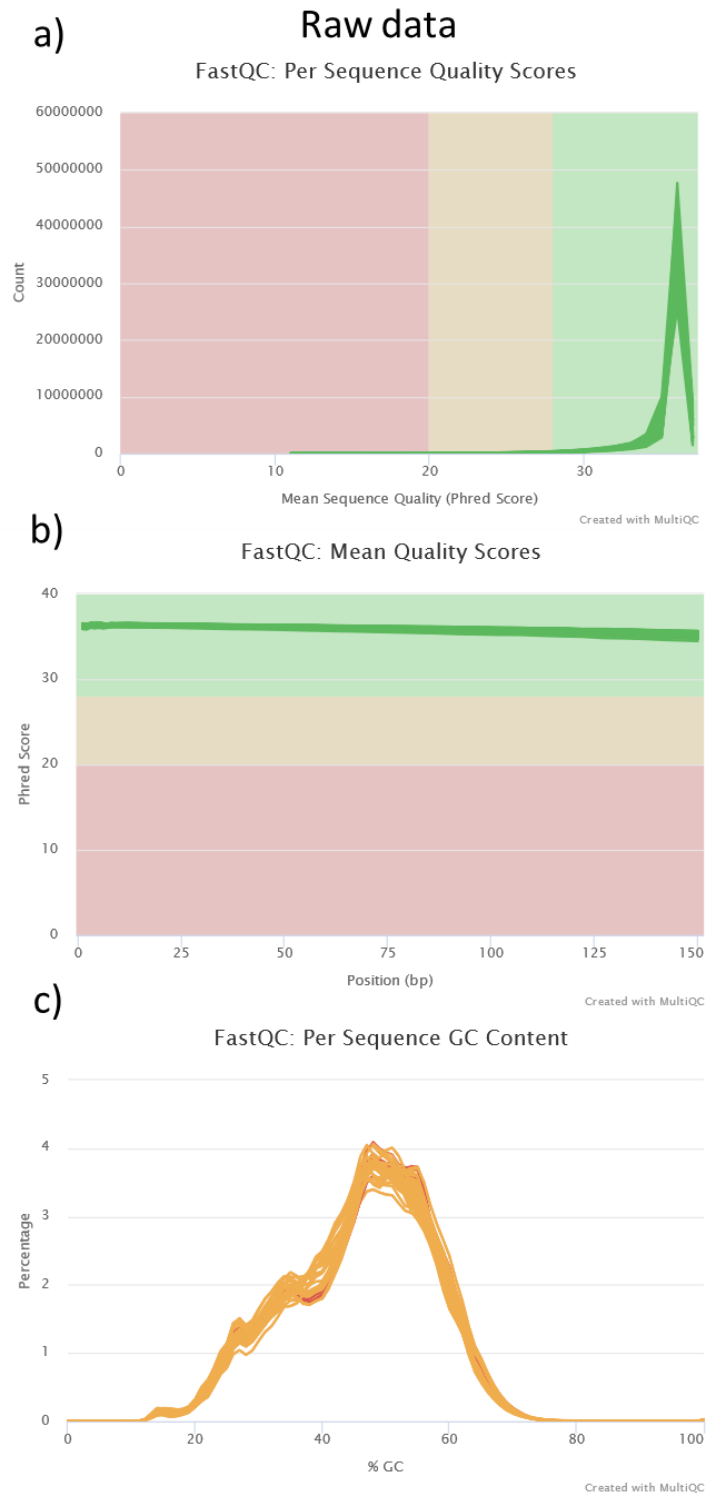 Raw data
a)
FastQC: Per Sequence Quality Scores
60000000
50000000
40000000
30000000
20000000
10000000
0
Count
0 10 20 30
Mean Sequence Quality (Phred Score)
Created with MultiQC
b)
FastQC: Mean Quality Scores
40
30
20
10
0
Phred Score
0 25 50 75 100 125 150
Position (bp)
Created with MultiQC
c)
FastQC: Per Sequence GC Content
5
4
3
2
1
0
Percentage
0 20 40 60 80 100
% GC
Created with MultiQC